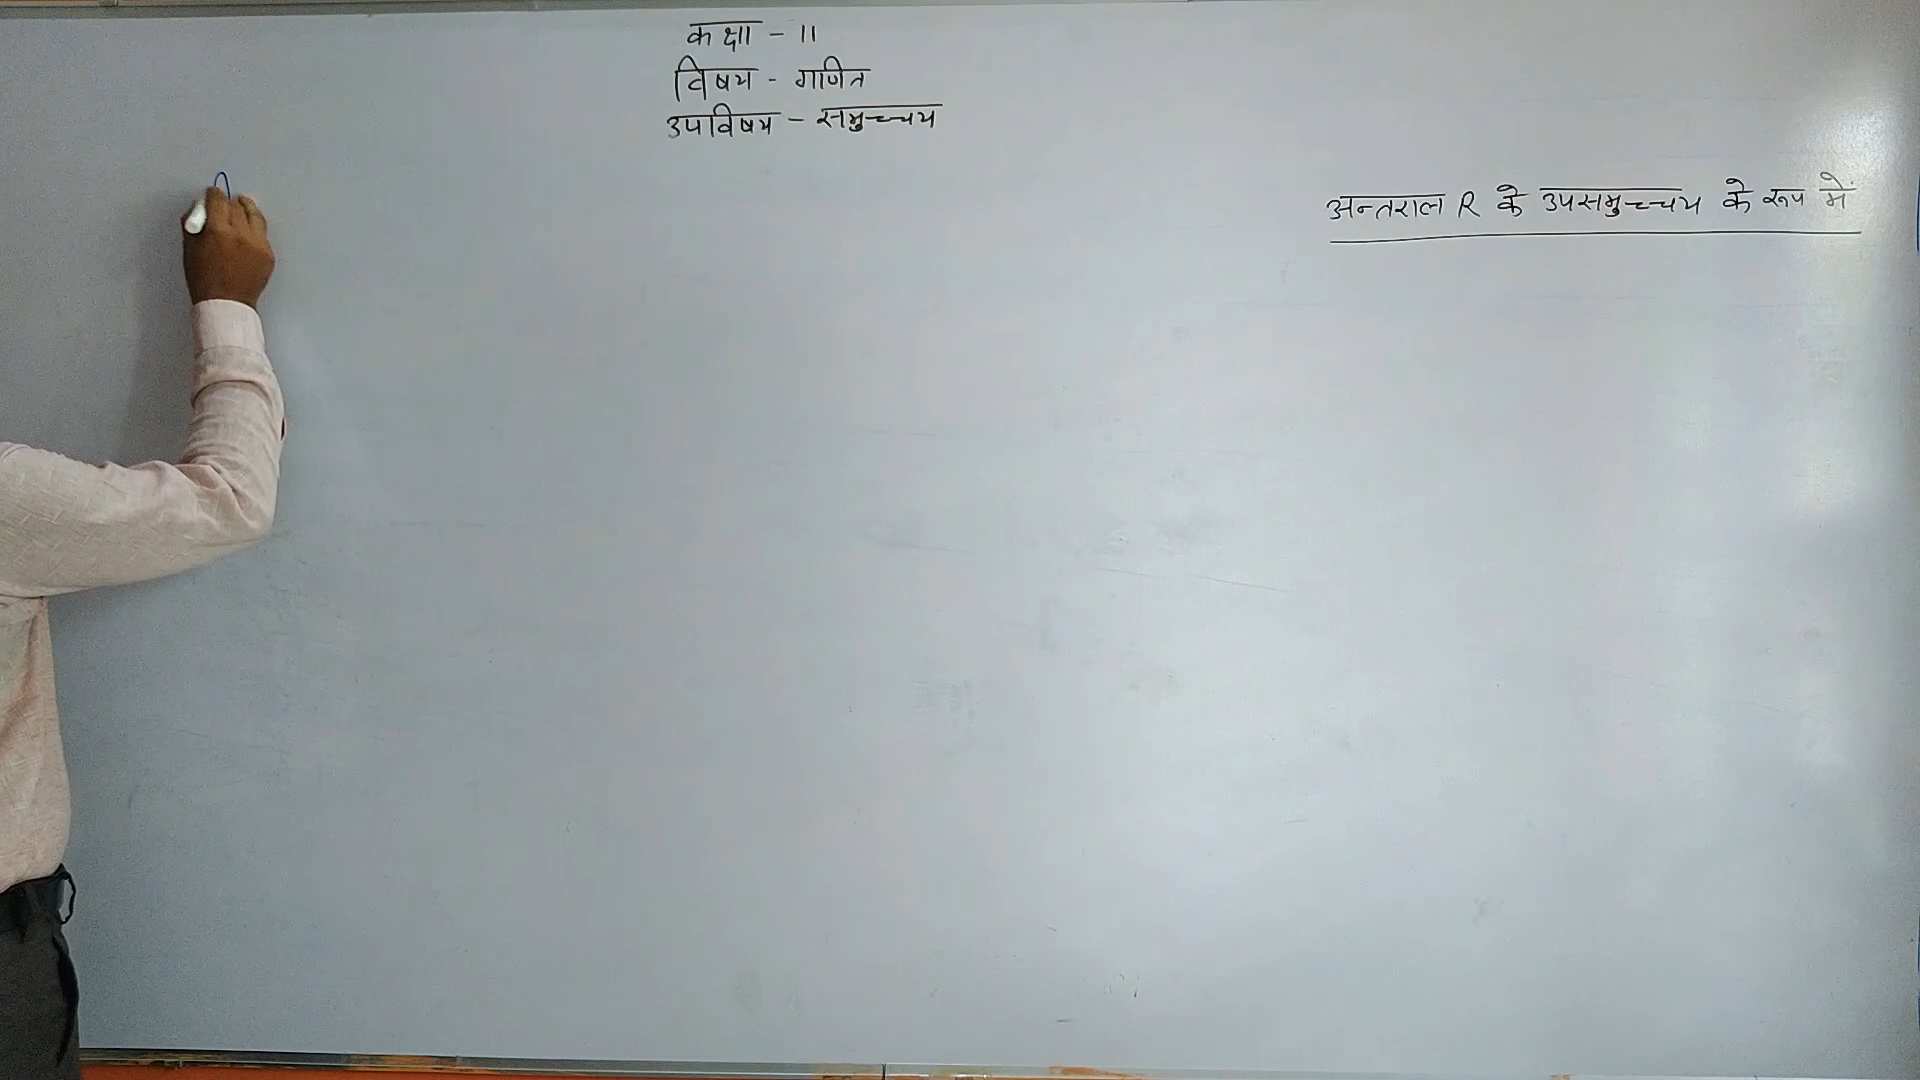 कक्षा - 11
विषय - गणित
उपविषय - समुच्चय
अन्तराल R के उपसमुच्चय के रूप में